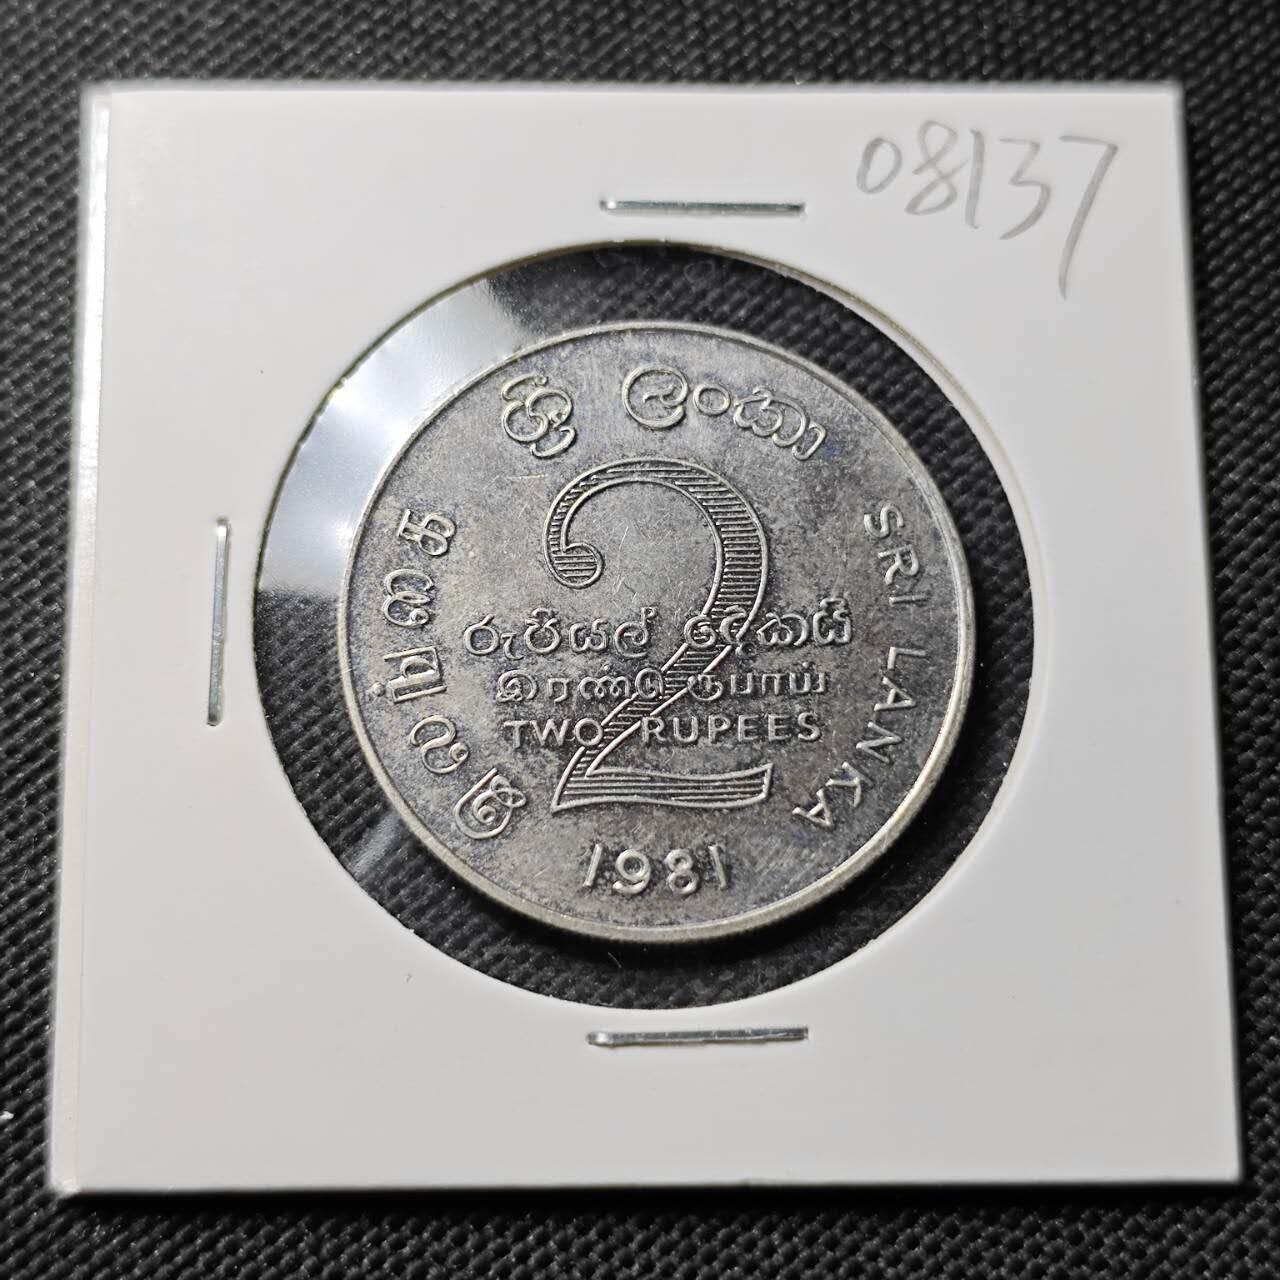 08137
ශ්‍රී ලංකා
SRI LANKA
இலங்கை
2
රුපියල් දෙකයි
இரண்டு ரூபாய்
TWO RUPEES
1981